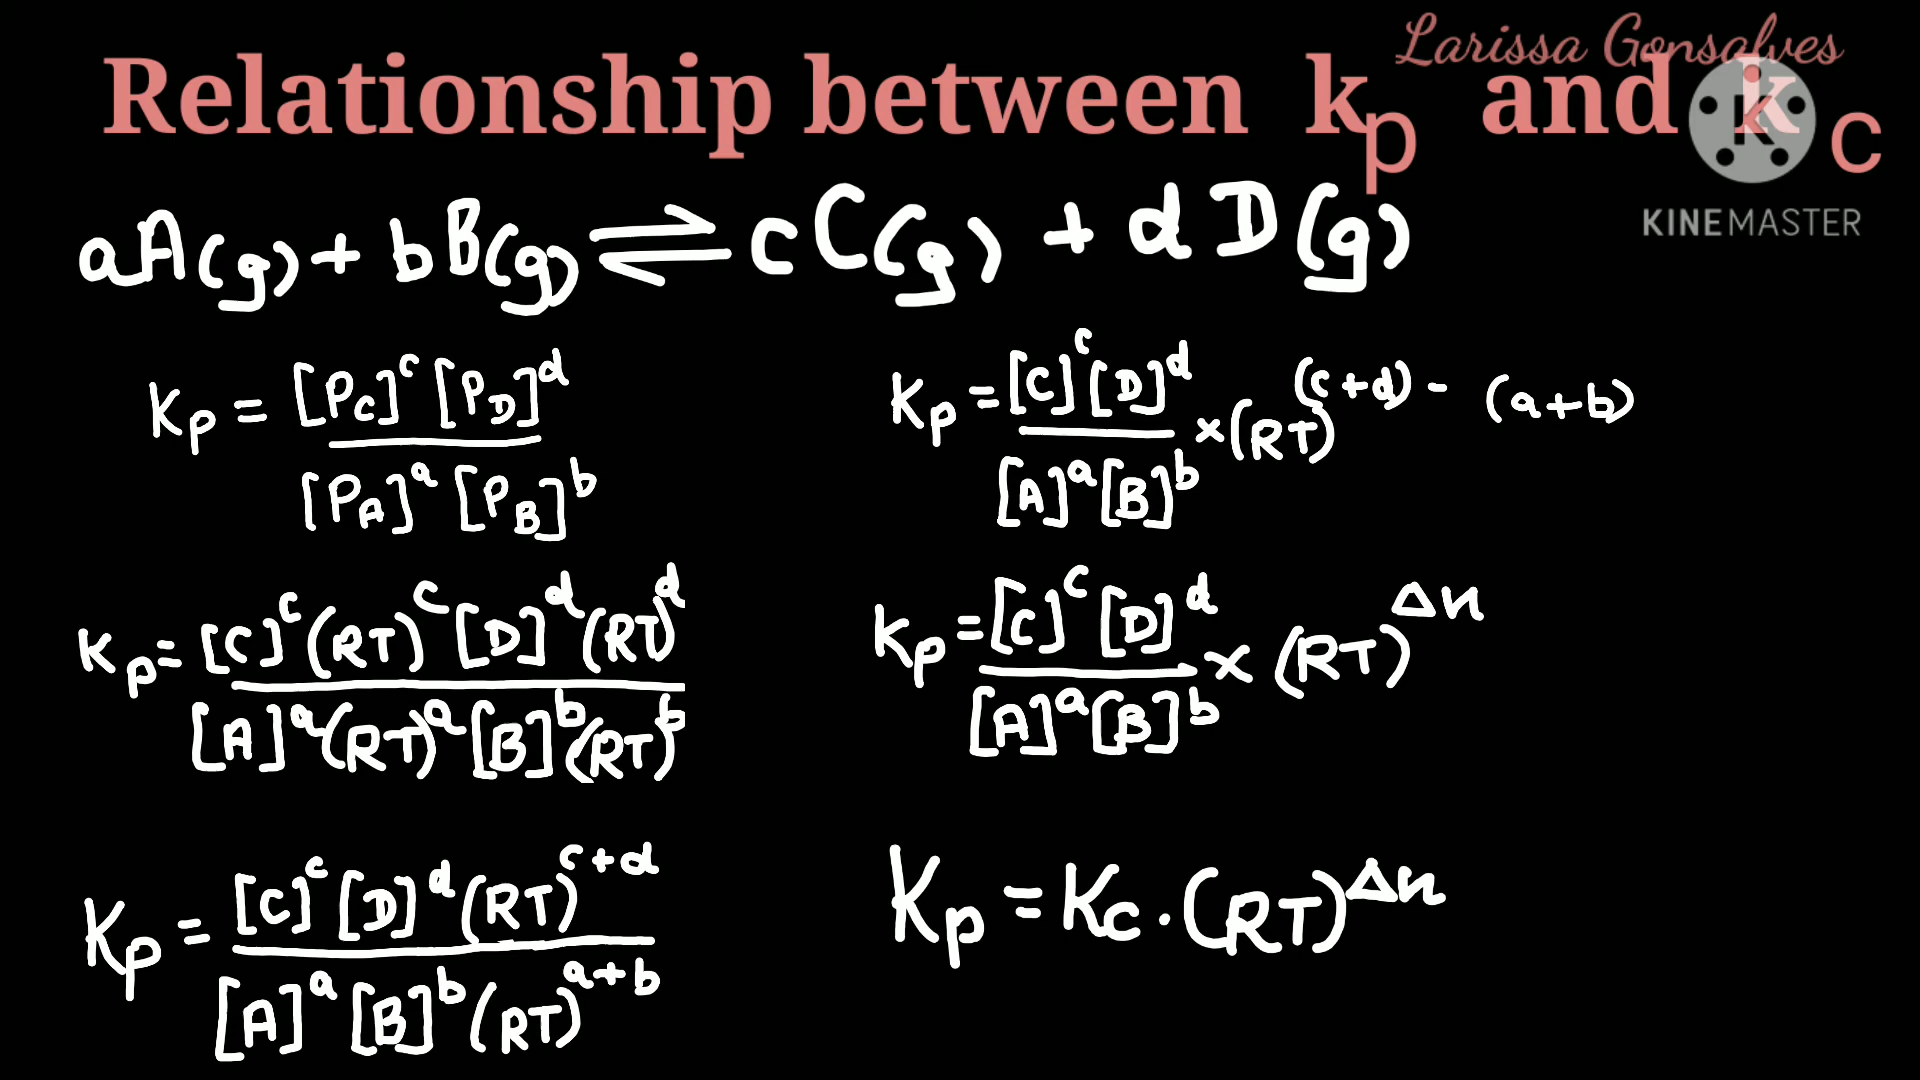 Larissa Gonsalves
Relationship between kp and kc
KINEMASTER
aA(g) + bB(g) ⇌ cC(g) + dD(g)
Kp = [PC]^c [PD]^d / [PA]^a [PB]^b
Kp = [C]^c (RT)^c [D]^d (RT)^d / [A]^a (RT)^a [B]^b (RT)^b
Kp = [C]^c [D]^d (RT)^c+d / [A]^a [B]^b (RT)^a+b
Kp = [C]^c [D]^d / [A]^a [B]^b × (RT)^(c+d) - (a+b)
Kp = [C]^c [D]^d / [A]^a [B]^b × (RT)^Δn
Kp = Kc . (RT)^Δn